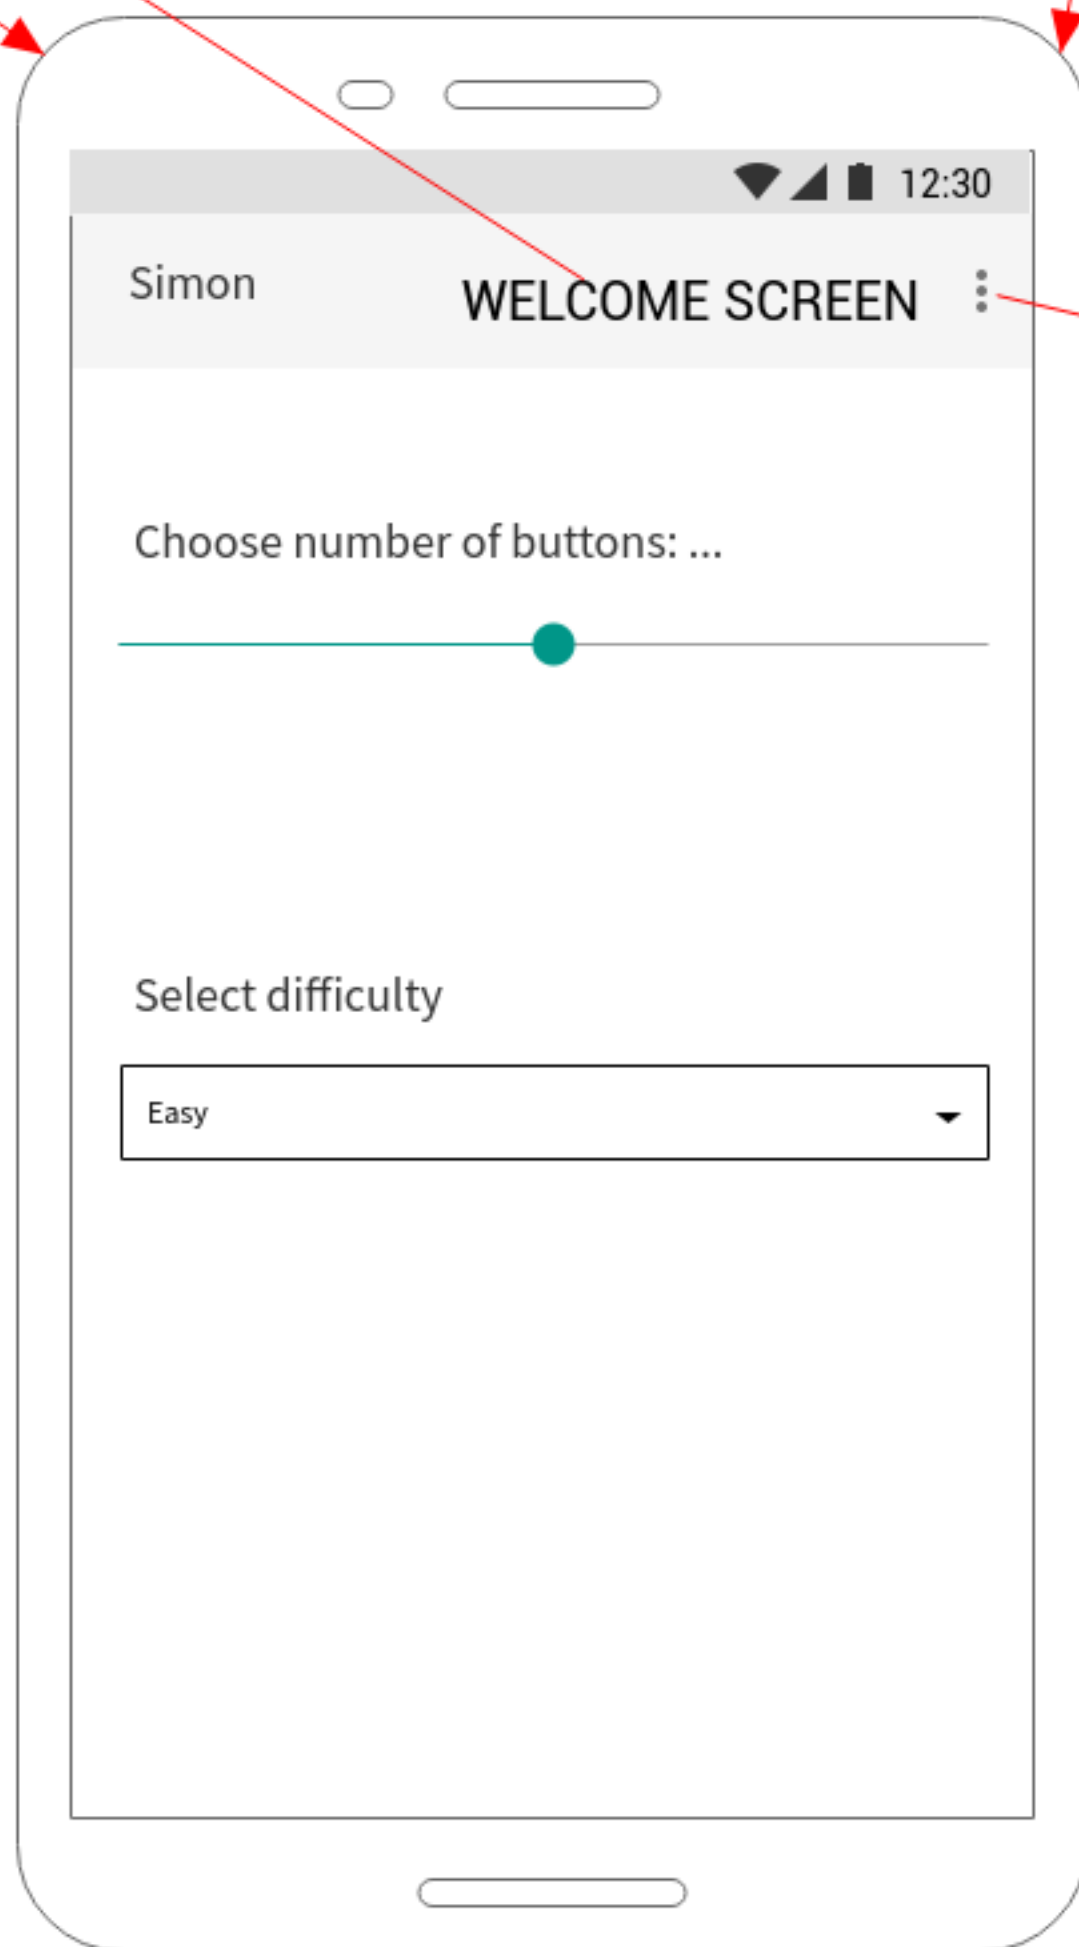 12:30
Simon
WELCOME SCREEN
Choose number of buttons: ...
Select difficulty
Easy